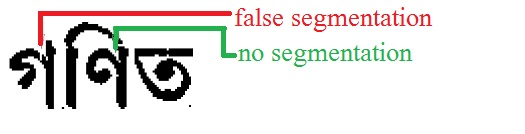 false segmentation
গণিত no segmentation